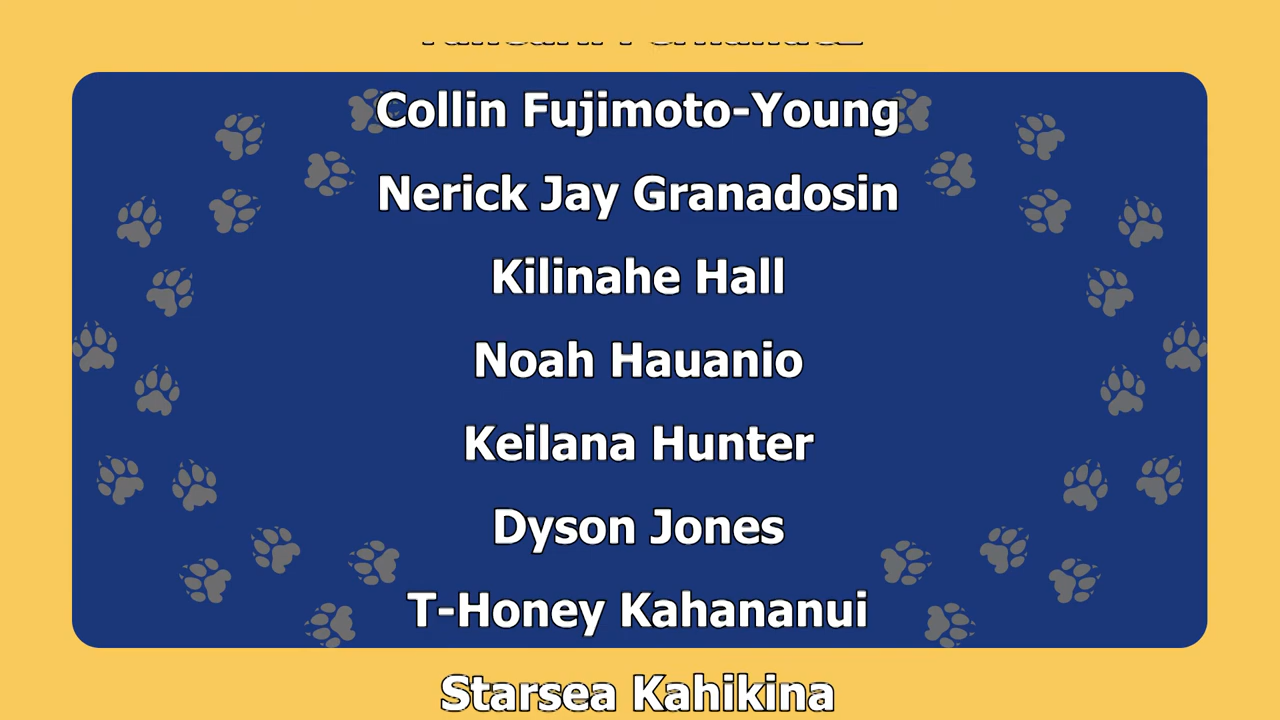 Collin Fujimoto-Young
Nerick Jay Granadosin
Kilinahe Hall
Noah Hauanio
Keilana Hunter
Dyson Jones
T-Honey Kahananui
Starsea Kahikina